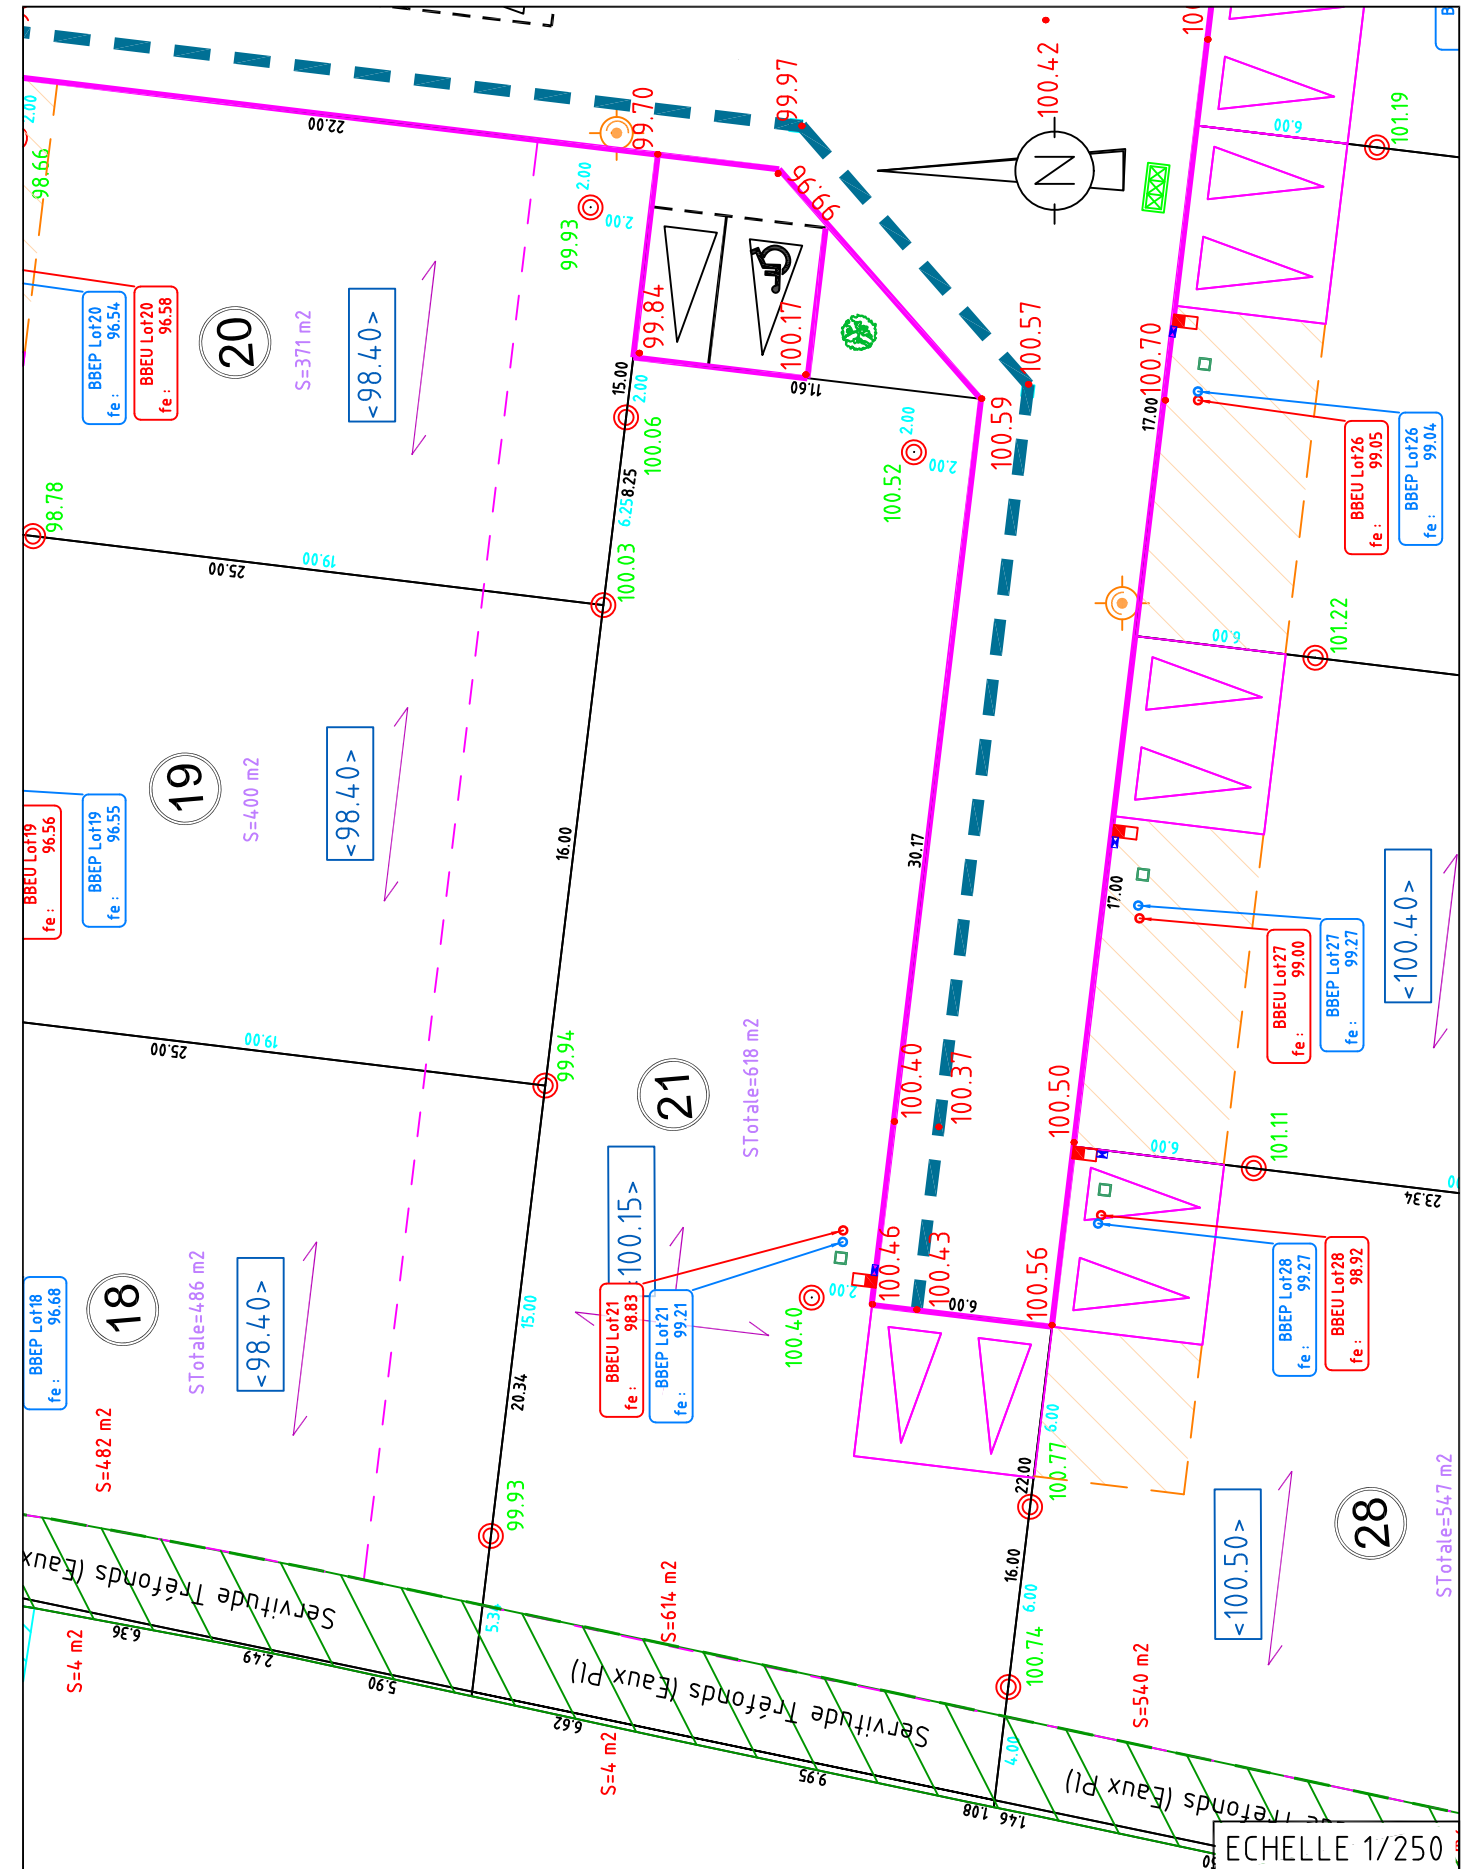 2.00
98.66
22.00
99.70
99.97
100.42
6.00
101.19
99.96
2.00
2.00
99.93
N
BBEP Lot20
fe : 96.54
BBEU Lot20
fe : 96.58
20
S=371 m2
<98.40>
99.84
100.17
15.00
2.00
11.60
100.57
100.70
17.00
100.06
100.59
2.00
2.00
100.52
BBEU Lot26
fe : 99.05
BBEP Lot26
fe : 99.04
98.78
8.25
6.25
25.00
19.00
100.03
6.00
101.22
19
S=400 m2
<98.40>
BBEU Lot19
fe : 96.56
BBEP Lot19
fe : 96.55
16.00
30.17
17.00
BBEU Lot27
fe : 99.00
BBEP Lot27
fe : 99.27
<100.40>
25.00
19.00
99.94
21
STotale=618 m2
100.40
100.37
100.50
6.00
101.11
23.34
BBEP Lot18
fe : 96.68
18
STotale=486 m2
<98.40>
15.00
20.34
100.15>
BBEU Lot21
fe : 98.83
BBEP Lot21
fe : 99.21
2.00
100.40
100.46
100.43
6.00
100.56
BBEP Lot28
fe : 99.27
BBEU Lot28
fe : 98.92
S=482 m2
99.93
6.00
22.00
100.77
<100.50>
28
STotale=547 m2
Servitude Tréfonds (Eaux
S=4 m2
6.36
2.49
5.90
5.34
S=614 m2
16.00
6.00
100.74
Servitude Tréfonds (Eaux Pl)
S=540 m2
6.62
S=4 m2
9.95
4.00
1.08
1.46
Tréfonds (Eaux Pl)
ECHELLE 1/250